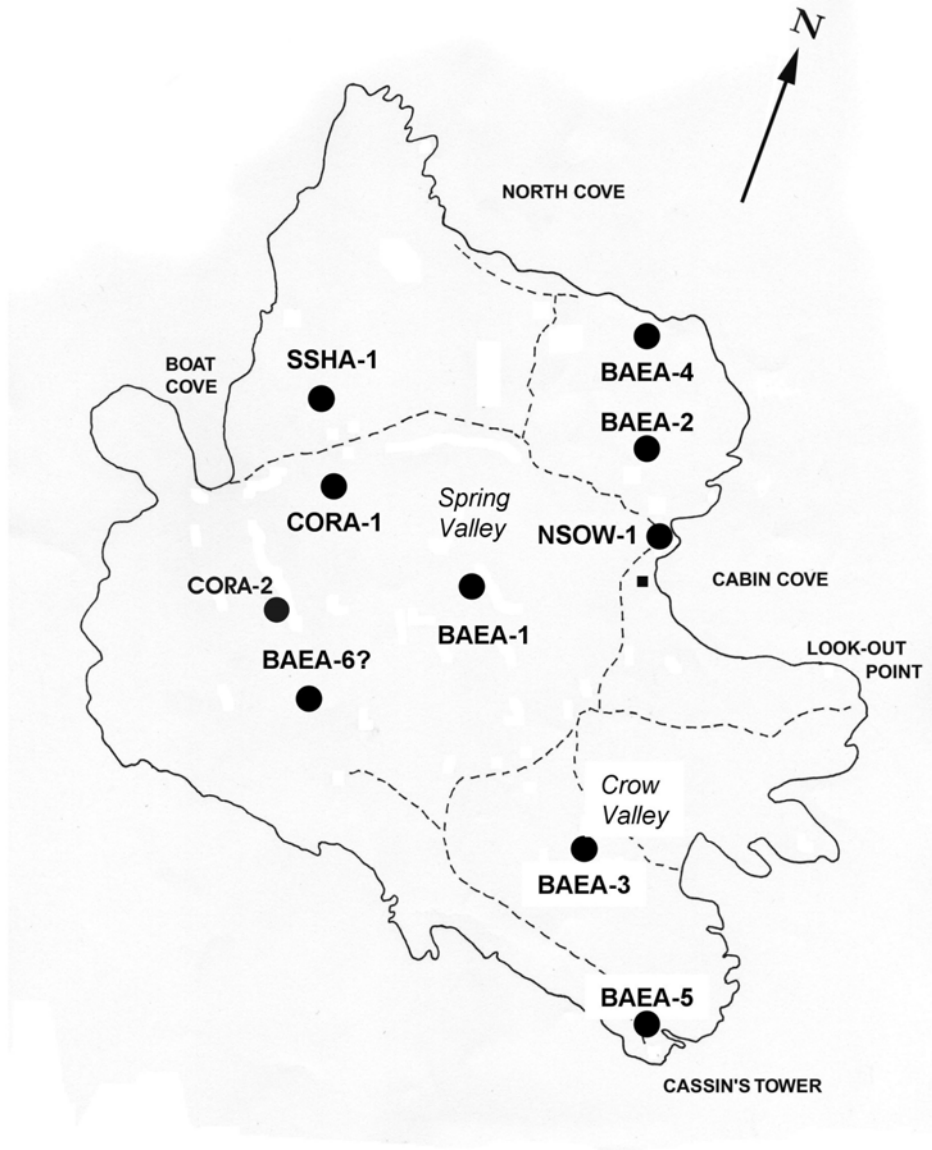 N
NORTH COVE
BOAT
COVE
SSHA-1
BAEA-4
BAEA-2
CORA-1
Spring
Valley
NSOW-1
CORA-2
CABIN COVE
BAEA-1
BAEA-6?
LOOK-OUT
POINT
Crow
Valley
BAEA-3
BAEA-5
CASSIN'S TOWER